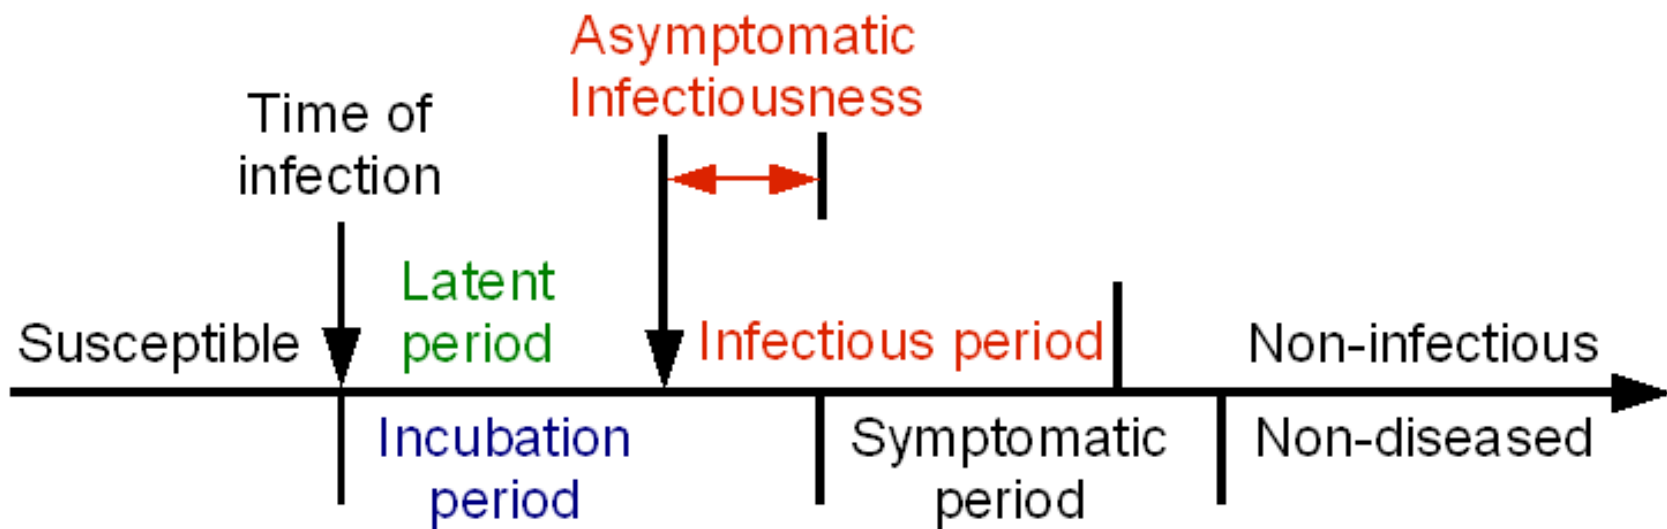 Asymptomatic
Infectiousness
Time of
infection
Latent
period
Susceptible
Infectious period
Non-infectious
Incubation
period
Symptomatic
period
Non-diseased